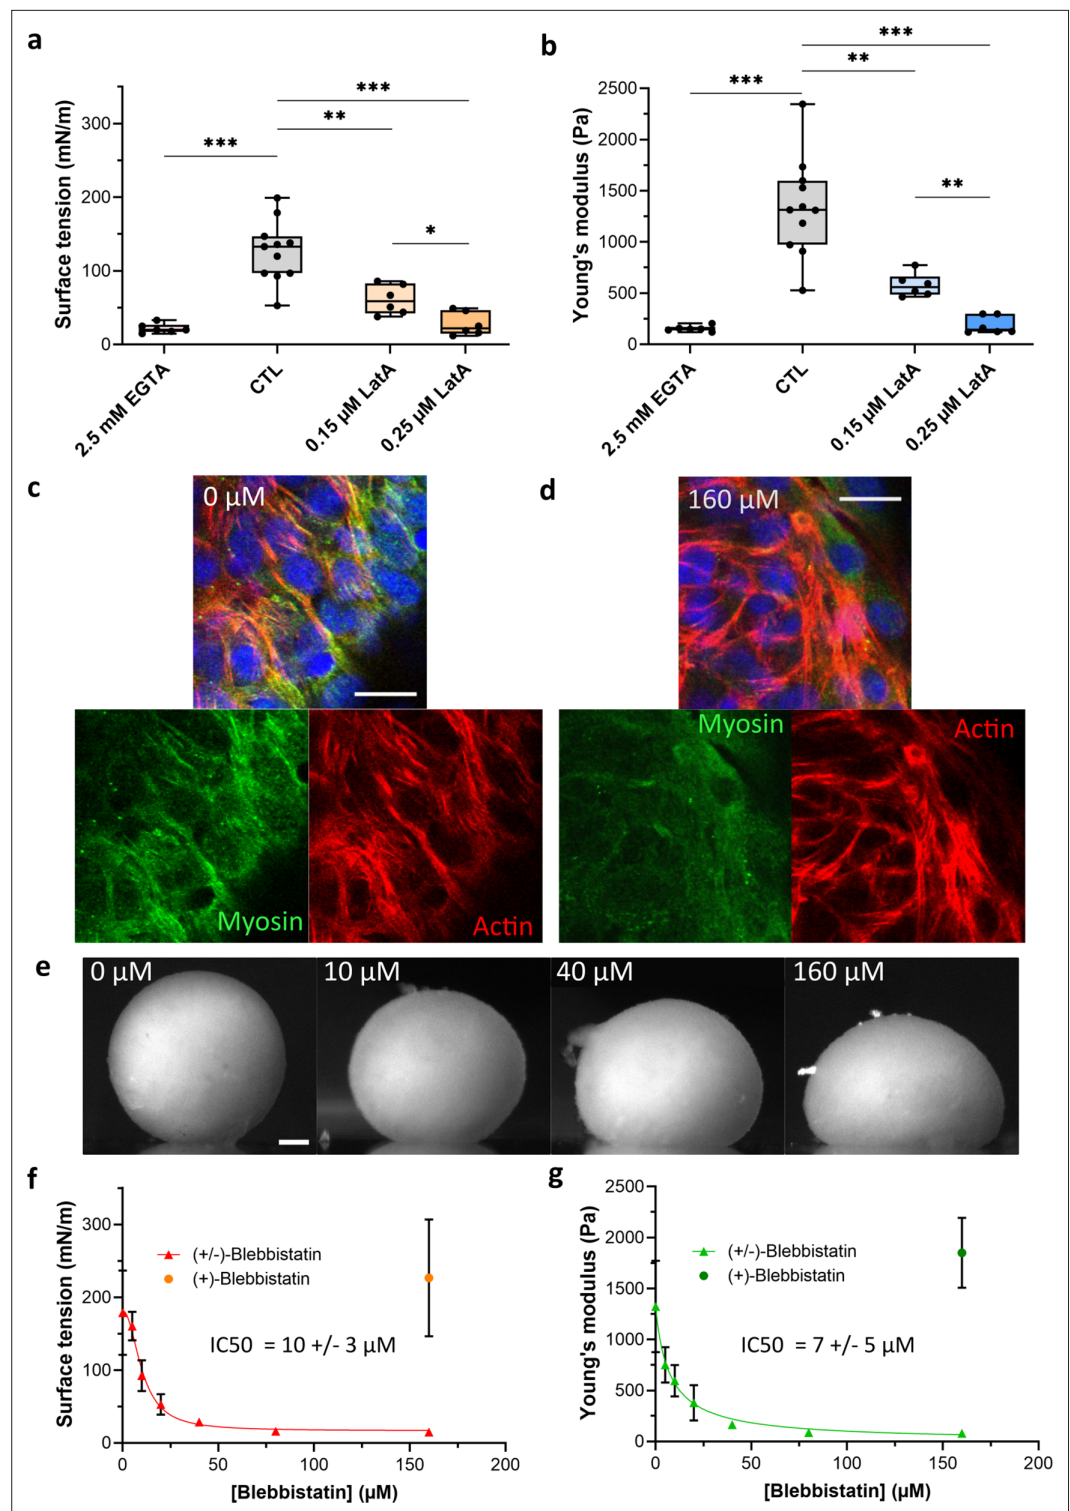 a
Surface tension (mN/m)
300
200
100
0
***
***
**
*
2.5 mM EGTA
CTL
0.15 µM LatA
0.25 µM LatA
b
Young's modulus (Pa)
2500
2000
1500
1000
500
0
***
***
**
**
2.5 mM EGTA
CTL
0.15 µM LatA
0.25 µM LatA
c
0 µM
Myosin
Actin
d
160 µM
Myosin
Actin
e
0 µM
10 µM
40 µM
160 µM
f
Surface tension (mN/m)
300
200
100
0
(+/-)-Blebbistatin
(+)-Blebbistatin
IC50 = 10 +/- 3 µM
0 50 100 150 200
[Blebbistatin] (µM)
g
Young's modulus (Pa)
2500
2000
1500
1000
500
0
(+/-)-Blebbistatin
(+)-Blebbistatin
IC50 = 7 +/- 5 µM
0 50 100 150 200
[Blebbistatin] (µM)